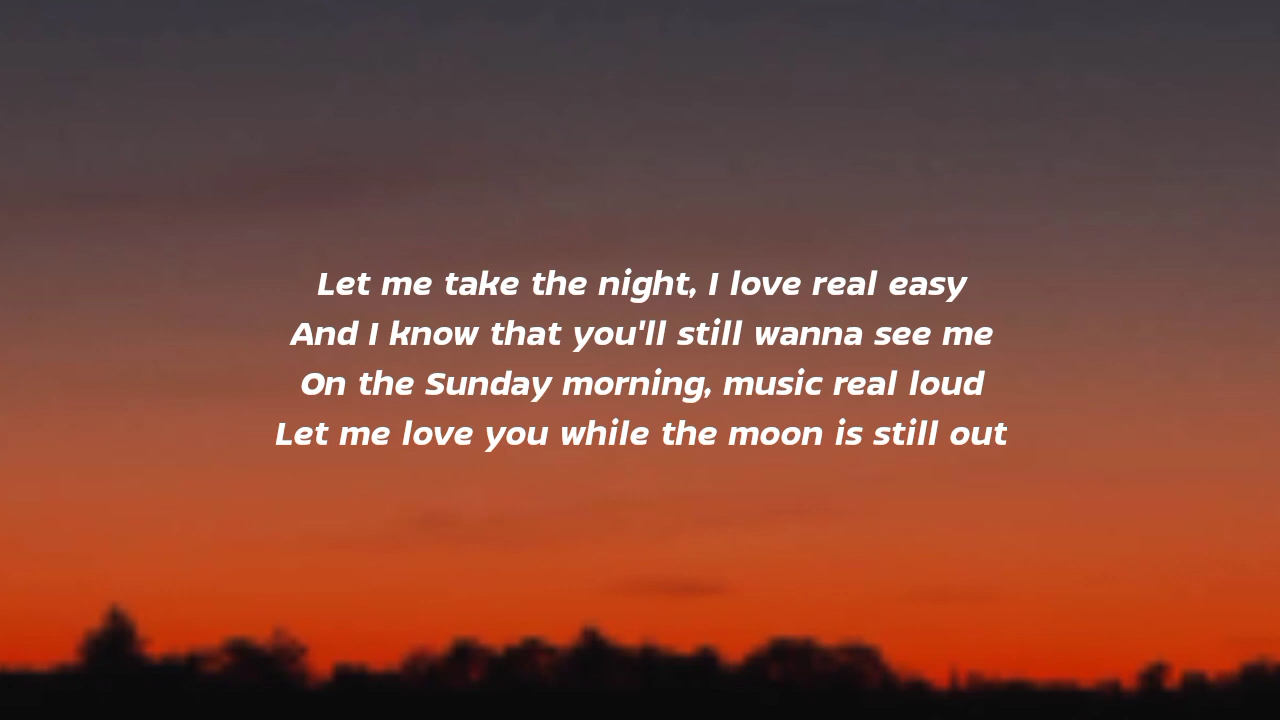 Let me take the night, I love real easy
And I know that you'll still wanna see me
On the Sunday morning, music real loud
Let me love you while the moon is still out